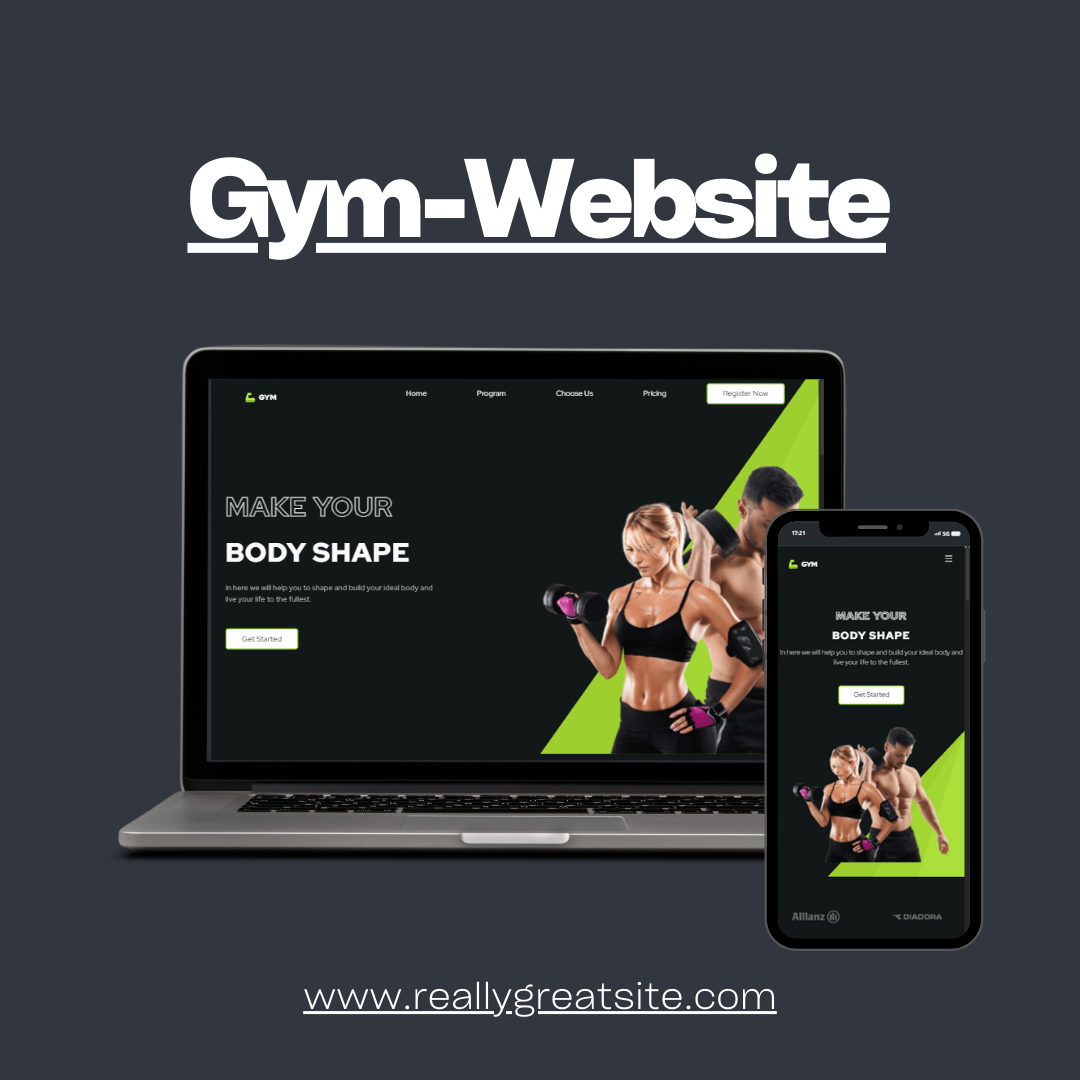 Gym-Website
GYM
Home
Program
Choose Us
Pricing
Register Now
MAKE YOUR
BODY SHAPE
In here we will help you to shape and build your ideal body and
live your life to the fullest.
Get Started
17:21
5G
GYM
MAKE YOUR
BODY SHAPE
In here we will help you to shape and build your ideal body and
live your life to the fullest.
Get Started
Allianz
DIADORA
www.reallygreatsite.com